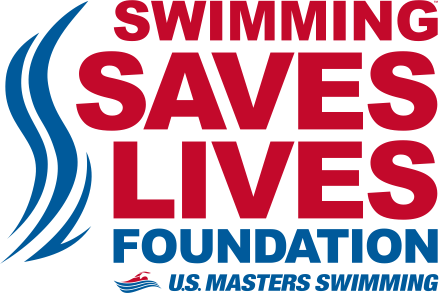 SWIMMING
SAVES
LIVES
FOUNDATION
U.S. MASTERS SWIMMING